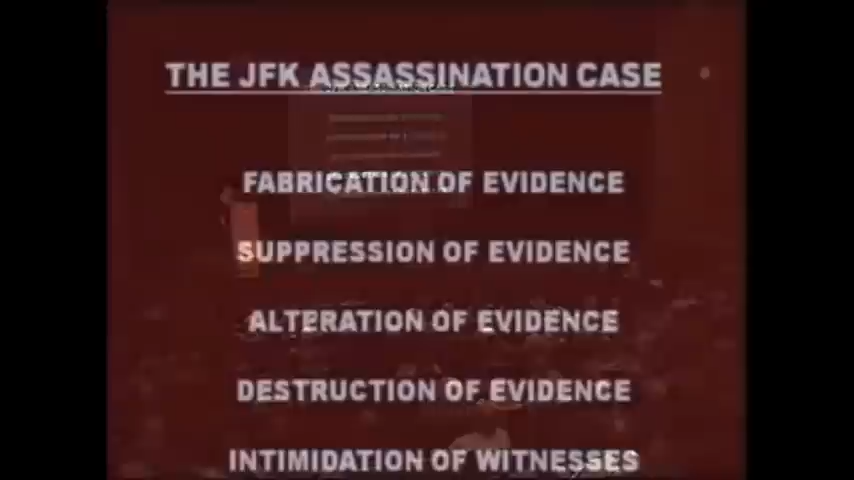 THE JFK ASSASSINATION CASE
FABRICATION OF EVIDENCE
SUPPRESSION OF EVIDENCE
ALTERATION OF EVIDENCE
DESTRUCTION OF EVIDENCE
INTIMIDATION OF WITNESSES